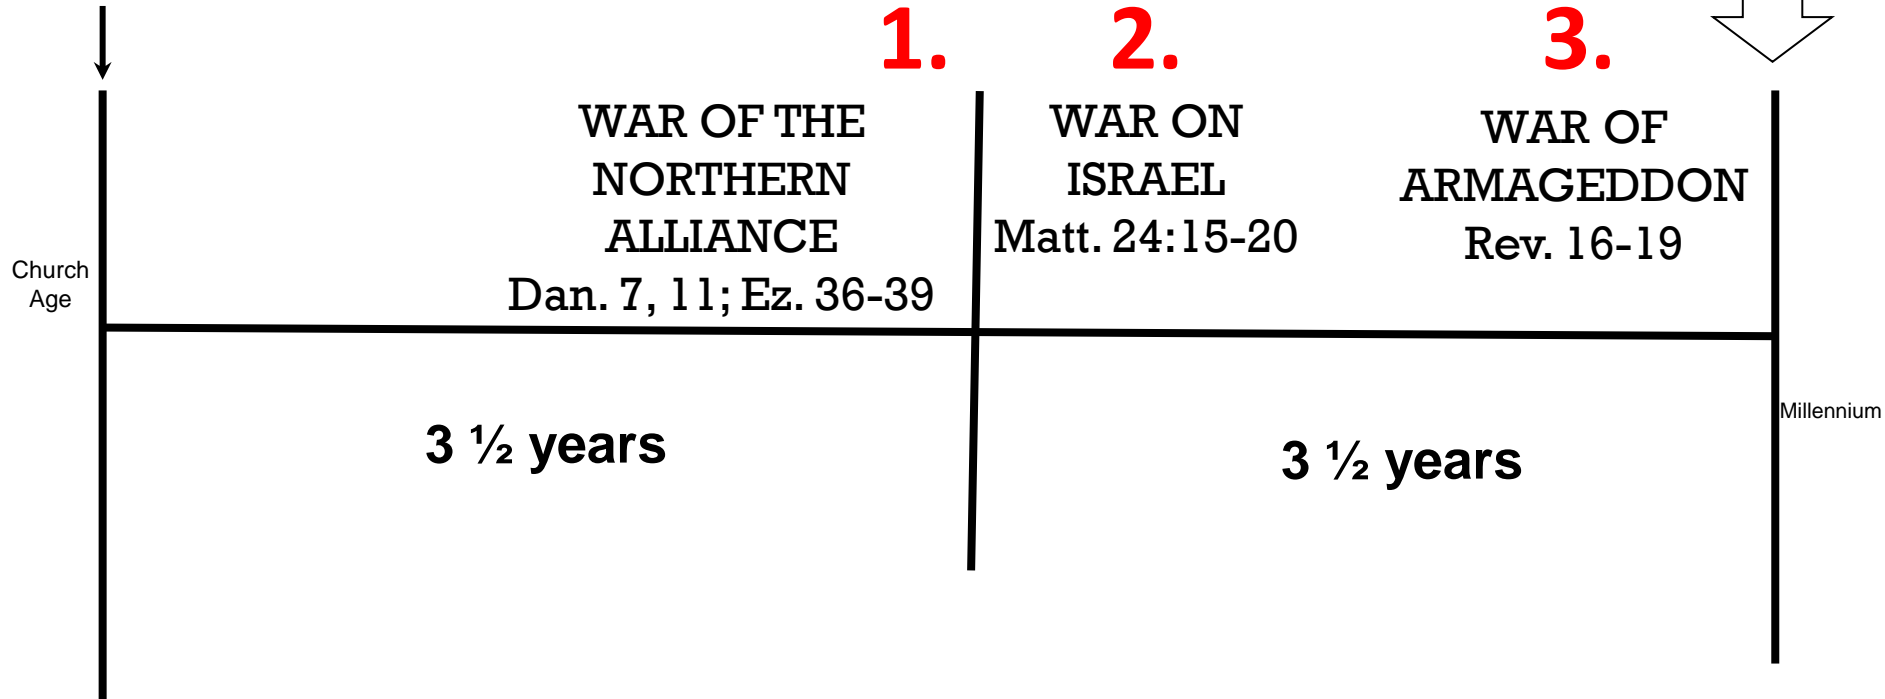 1.
2.
3.
WAR OF THE
NORTHERN
ALLIANCE
Dan. 7, 11; Ez. 36-39
WAR ON
ISRAEL
Matt. 24:15-20
WAR OF
ARMAGEDDON
Rev. 16-19
Church
Age
Millennium
3 ½ years
3 ½ years